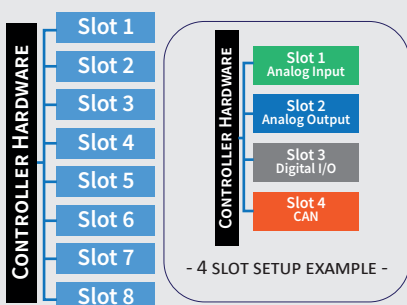 CONTROLLER HARDWARE
Slot 1
Slot 2
Slot 3
Slot 4
Slot 5
Slot 6
Slot 7
Slot 8
CONTROLLER HARDWARE
Slot 1
Analog Input
Slot 2
Analog Output
Slot 3
Digital I/O
Slot 4
CAN
- 4 SLOT SETUP EXAMPLE -